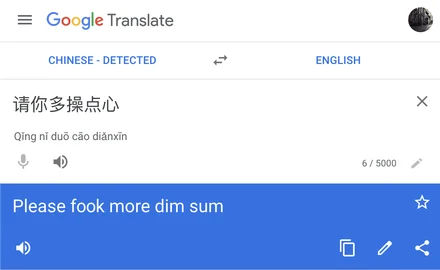 Google Translate
CHINESE - DETECTED
ENGLISH
请你多操点心
Qǐng nǐ duō cāo diǎnxīn
6 / 5000
Please fook more dim sum